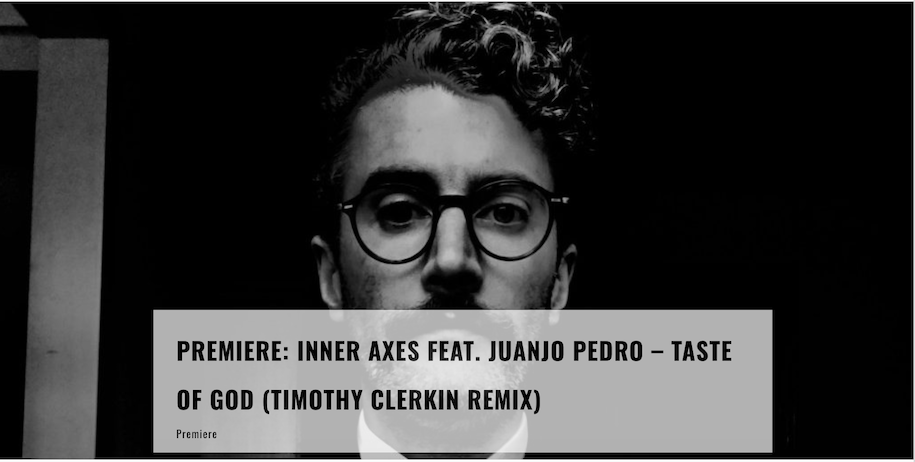 PREMIERE: INNER AXES FEAT. JUANJO PEDRO – TASTE
OF GOD (TIMOTHY CLERKIN REMIX)
Premiere